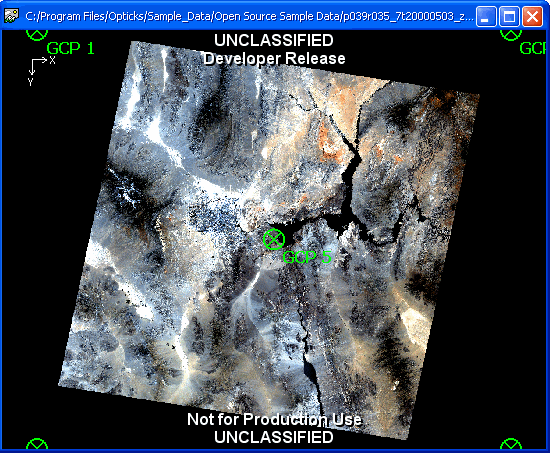 C:/Program Files/Opticks/Sample_Data/Open Source Sample Data/p039r035_7t20000503_z...
UNCLASSIFIED
Developer Release
GCP 1
GCP
X
Y
GCP 5
Not for Production Use
UNCLASSIFIED